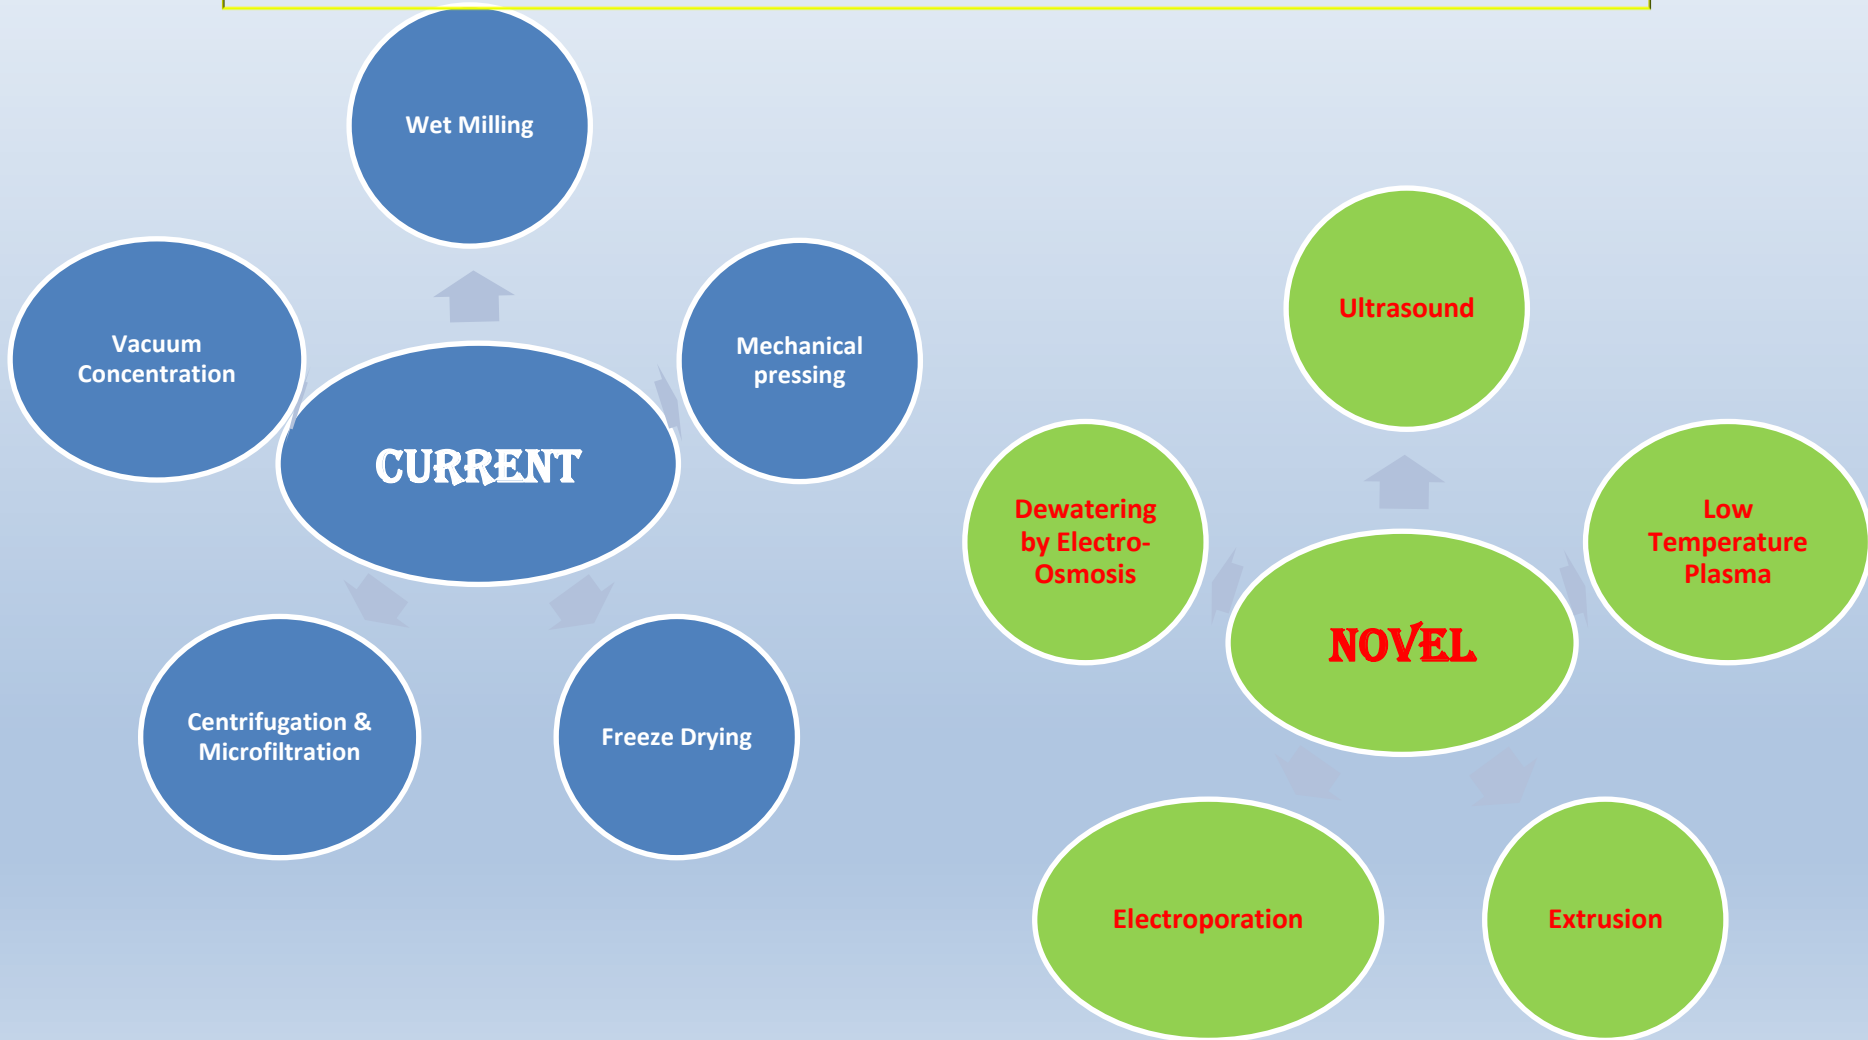 Wet Milling
Vacuum
Concentration
Mechanical
pressing
CURRENT
Centrifugation &
Microfiltration
Freeze Drying
Ultrasound
Dewatering
by Electro-
Osmosis
Low
Temperature
Plasma
NOVEL
Electroporation
Extrusion